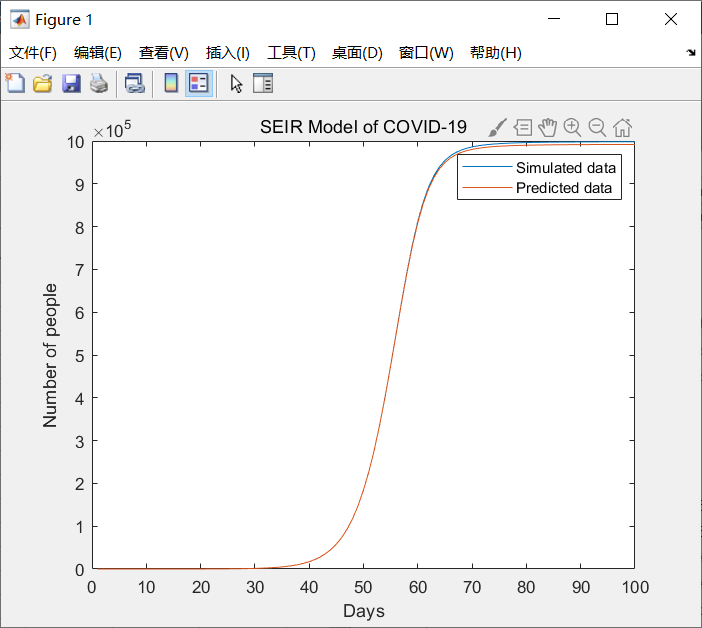 Figure 1
文件(F) 编辑(E) 查看(V) 插入(I) 工具(T) 桌面(D) 窗口(W) 帮助(H)
SEIR Model of COVID-19
×10⁵
Simulated data
Predicted data
10
9
8
7
6
5
4
3
2
1
0
Number of people
0 10 20 30 40 50 60 70 80 90 100
Days